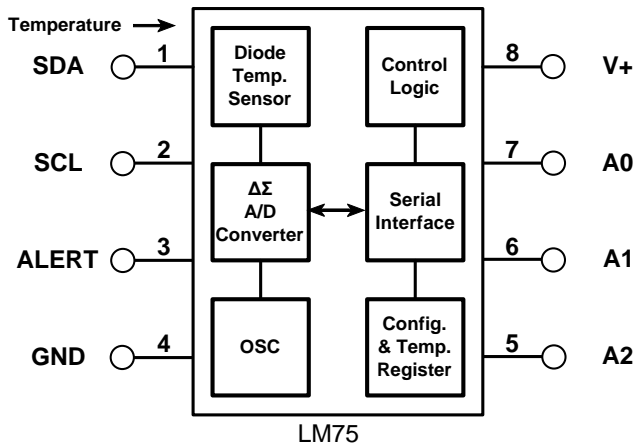 Temperature
SDA 1
SCL 2
ALERT 3
GND 4
Diode
Temp.
Sensor
ΔΣ
A/D
Converter
OSC
Control
Logic
Serial
Interface
Config.
& Temp.
Register
8 V+
7 A0
6 A1
5 A2
LM75